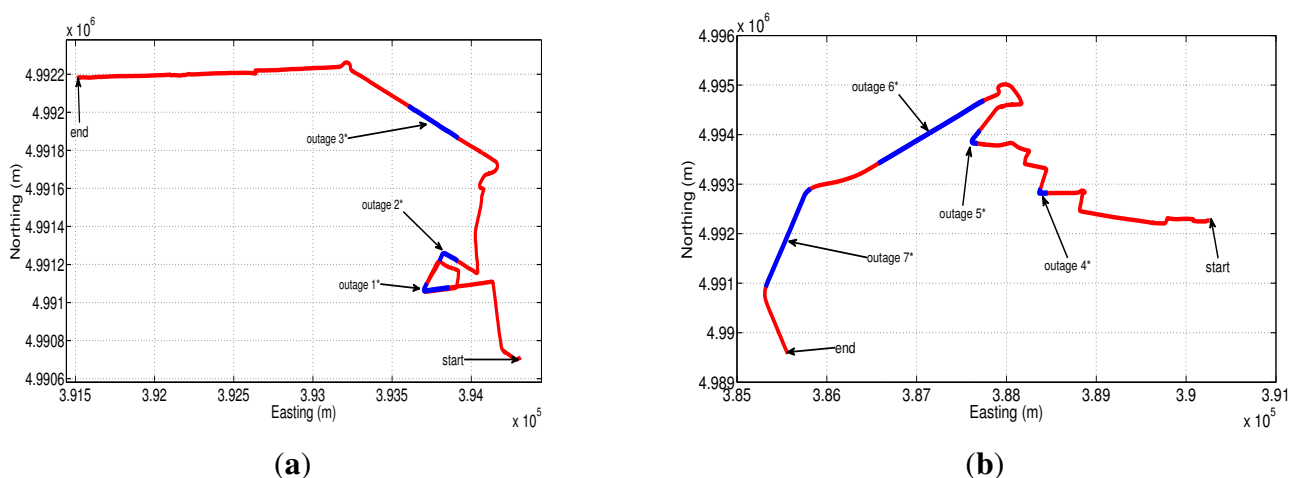 x 10^6
4.9922
4.992
4.9918
4.9916
4.9914
4.9912
4.991
4.9908
4.9906
Northing (m)
end
outage 3*
outage 2*
outage 1*
start
3.915 3.92 3.925 3.93 3.935 3.94
Easting (m)
x 10^5
(a)
x 10^6
4.996
4.995
4.994
4.993
4.992
4.991
4.99
4.989
Northing (m)
outage 6*
outage 5*
outage 4*
outage 7*
start
end
3.85 3.86 3.87 3.88 3.89 3.9 3.91
Easting (m)
x 10^5
(b)